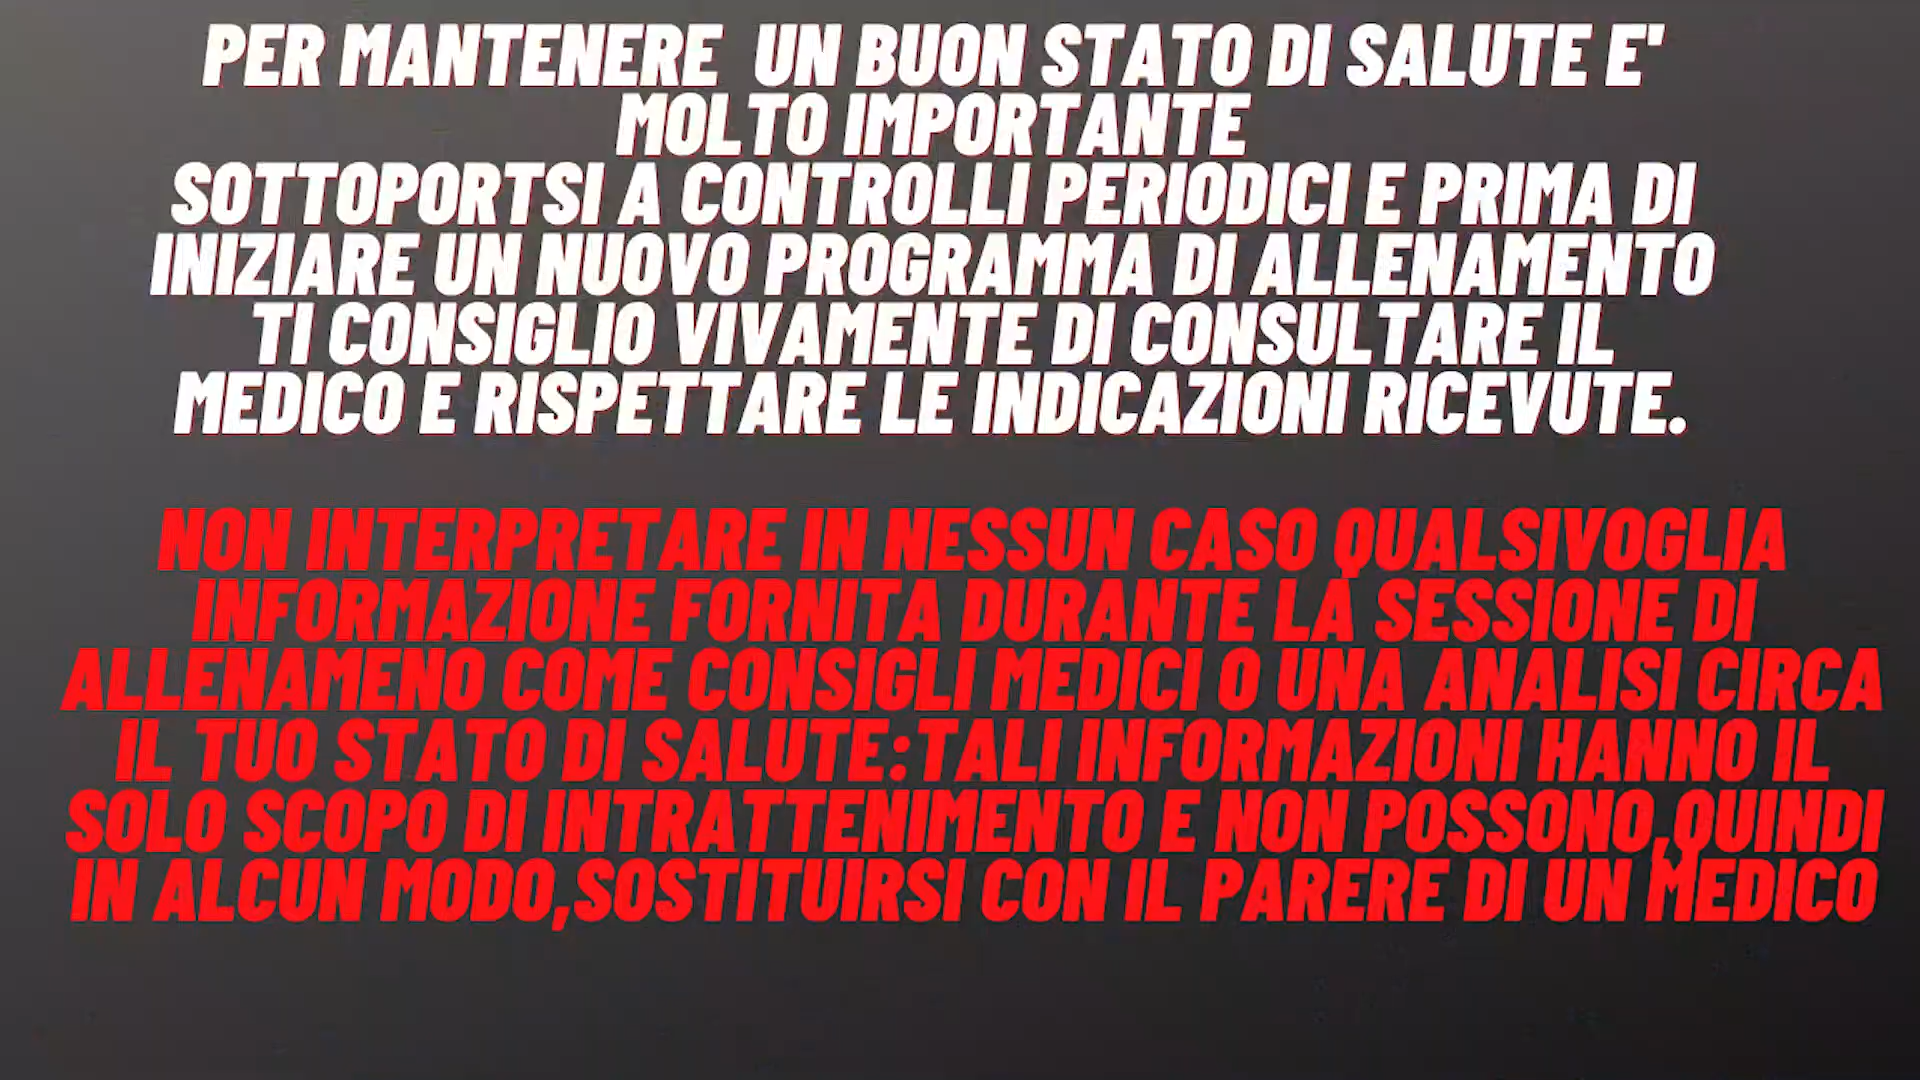 PER MANTENERE UN BUON STATO DI SALUTE E'
MOLTO IMPORTANTE
SOTTOPORTSI A CONTROLLI PERIODICI E PRIMA DI
INIZIARE UN NUOVO PROGRAMMA DI ALLENAMENTO
TI CONSIGLIO VIVAMENTE DI CONSULTARE IL
MEDICO E RISPETTARE LE INDICAZIONI RICEVUTE.
NON INTERPRETARE IN NESSUN CASO QUALSIVOGLIA
INFORMAZIONE FORNITA DURANTE LA SESSIONE DI
ALLENAMENO COME CONSIGLI MEDICI O UNA ANALISI CIRCA
IL TUO STATO DI SALUTE:TALI INFORMAZIONI HANNO IL
SOLO SCOPO DI INTRATTENIMENTO E NON POSSONO,QUINDI
IN ALCUN MODO,SOSTITUIRSI CON IL PARERE DI UN MEDICO